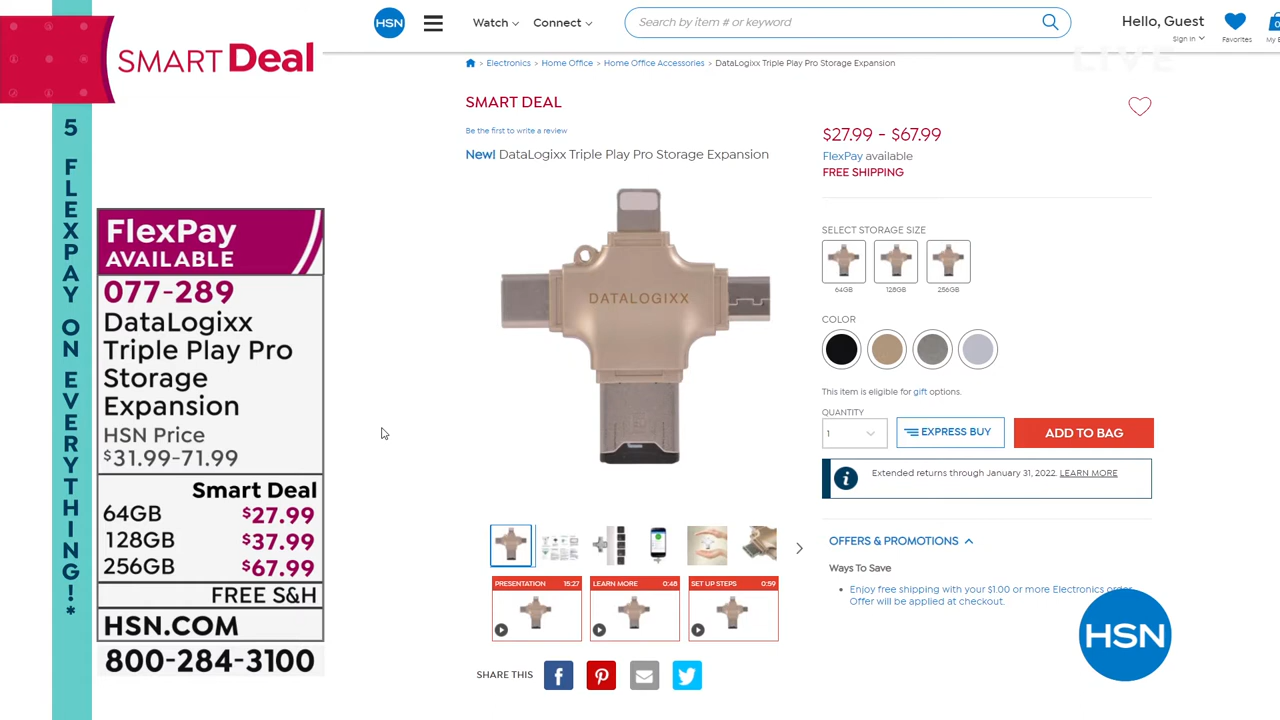 SMART Deal
5 FLEXPAY ON EVERYTHING!*
FlexPay
AVAILABLE
077-289
DataLogixx
Triple Play Pro
Storage
Expansion
HSN Price
$31.99-71.99
Smart Deal
64GB $27.99
128GB $37.99
256GB $67.99
FREE S&H
HSN.COM
800-284-3100
HSN
Watch
Connect
Search by item # or keyword
Hello, Guest
Sign In
Favorites
LIVE
Electronics > Home Office > Home Office Accessories > DataLogixx Triple Play Pro Storage Expansion
SMART DEAL
Be the first to write a review
New! DataLogixx Triple Play Pro Storage Expansion
DATALOGIXX
PRESENTATION 15:27
LEARN MORE 0:48
SET UP STEPS 0:59
SHARE THIS
$27.99 - $67.99
FlexPay available
FREE SHIPPING
SELECT STORAGE SIZE
64GB 128GB 256GB
COLOR
This item is eligible for gift options.
QUANTITY
1
EXPRESS BUY
ADD TO BAG
Extended returns through January 31, 2022. LEARN MORE
OFFERS & PROMOTIONS
Ways To Save
Enjoy free shipping with your $1.00 or more Electronics order.
Offer will be applied at checkout.
HSN